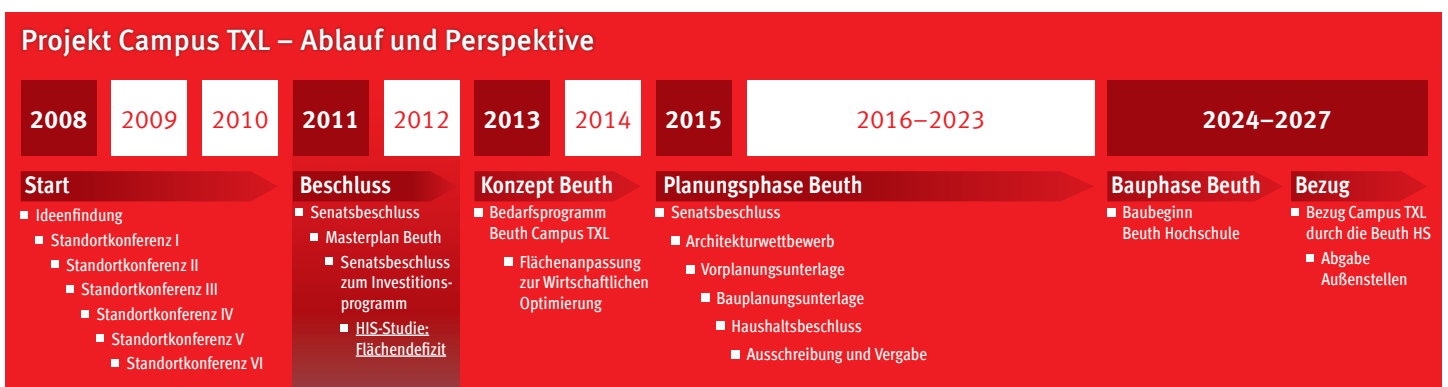 Projekt Campus TXL – Ablauf und Perspektive
2008
2009
2010
2011
2012
2013
2014
2015
2016–2023
2024–2027
Start
Ideenfindung
Standortkonferenz I
Standortkonferenz II
Standortkonferenz III
Standortkonferenz IV
Standortkonferenz V
Standortkonferenz VI
Beschluss
Senatsbeschluss
Masterplan Beuth
Senatsbeschluss
zum Investitions-
programm
HIS-Studie:
Flächendefizit
Konzept Beuth
Bedarfsprogramm
Beuth Campus TXL
Flächenanpassung
zur Wirtschaftlichen
Optimierung
Planungsphase Beuth
Senatsbeschluss
Architekturwettbewerb
Vorplanungsunterlage
Bauplanungsunterlage
Haushaltsbeschluss
Ausschreibung und Vergabe
Bauphase Beuth
Baubeginn
Beuth Hochschule
Bezug
Bezug Campus TXL
durch die Beuth HS
Abgabe
Außenstellen